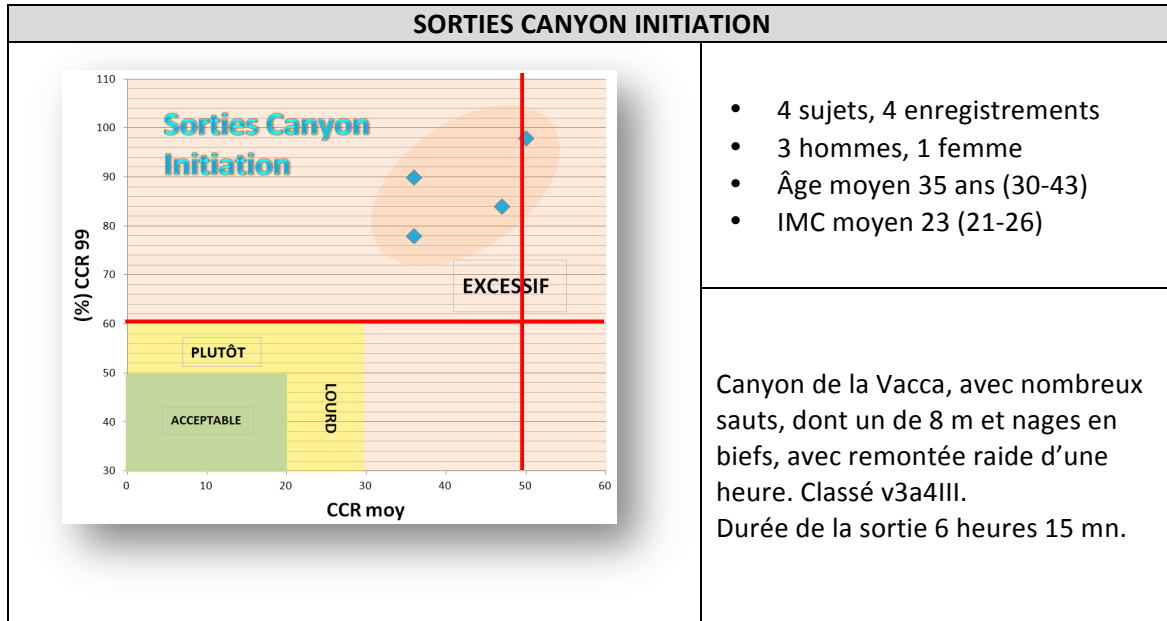 SORTIES CANYON INITIATION
110
100
90
80
70
60
50
40
30
(%) CCR 99
Sorties Canyon
Initiation
EXCESSIF
PLUTÔT
LOURD
ACCEPTABLE
0
10
20
30
40
50
60
CCR moy
• 4 sujets, 4 enregistrements
• 3 hommes, 1 femme
• Âge moyen 35 ans (30-43)
• IMC moyen 23 (21-26)
Canyon de la Vacca, avec nombreux
sauts, dont un de 8 m et nages en
biefs, avec remontée raide d’une
heure. Classé v3a4III.
Durée de la sortie 6 heures 15 mn.